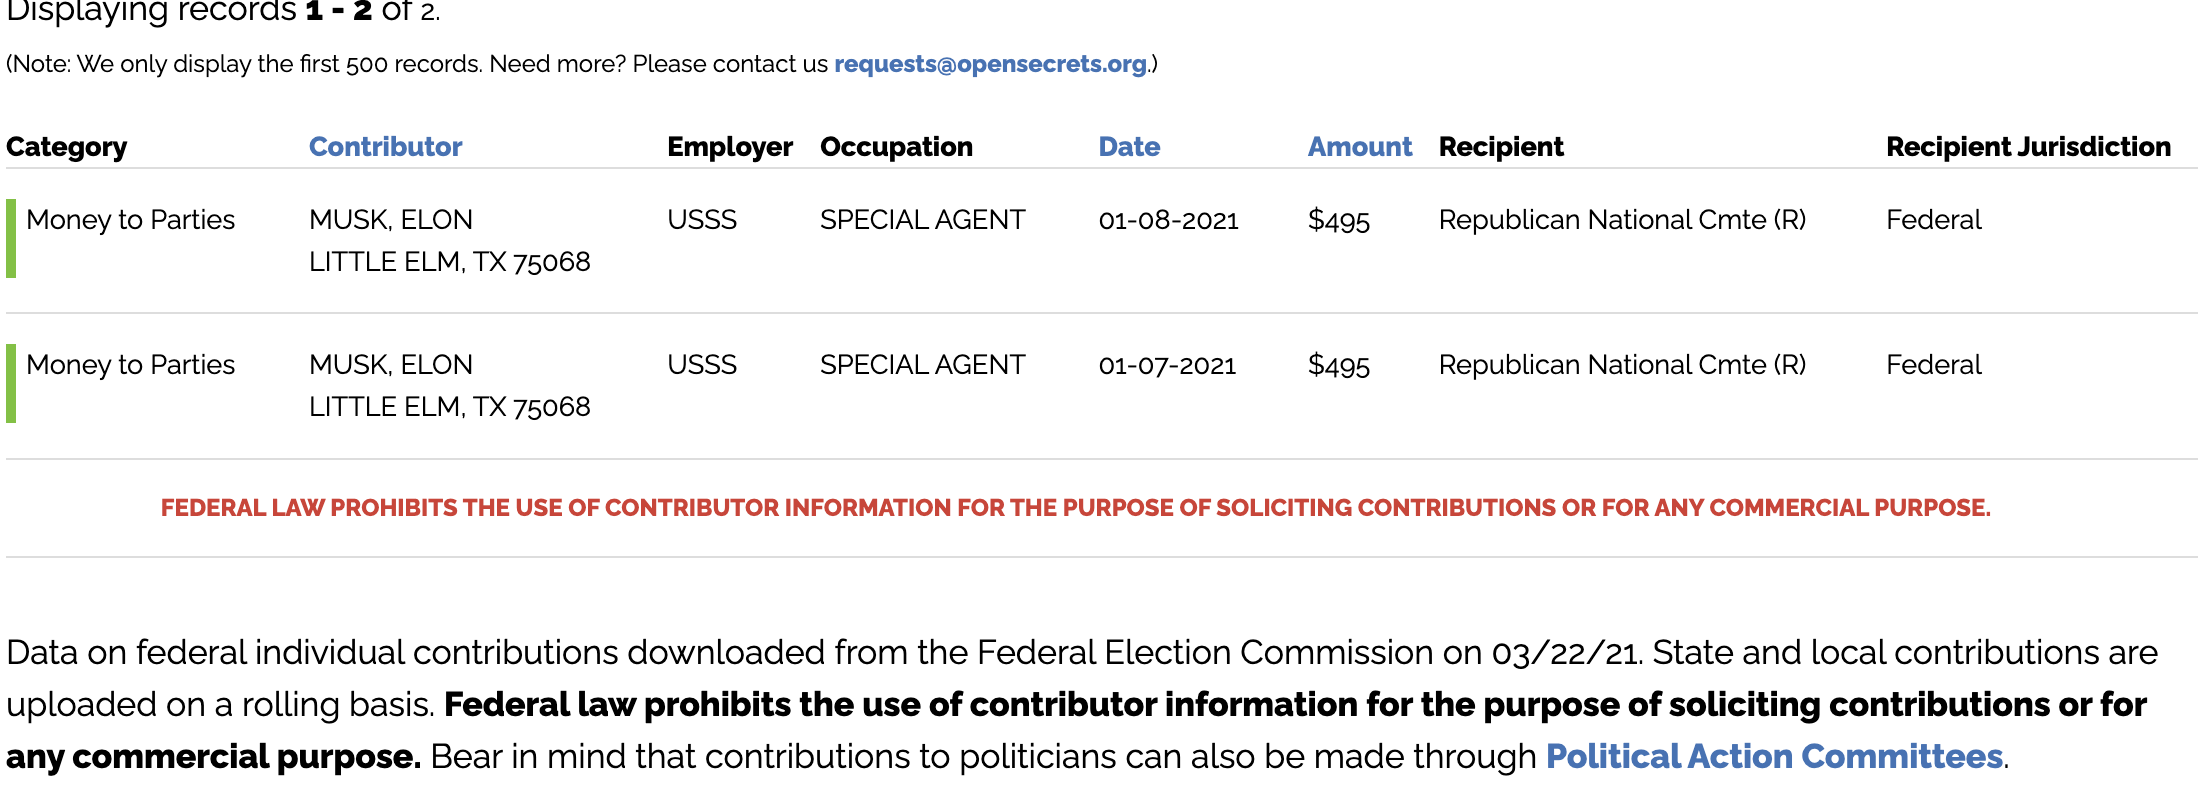 Displaying records 1 - 2 of 2.
(Note: We only display the first 500 records. Need more? Please contact us requests@opensecrets.org.)
Category Contributor Employer Occupation Date Amount Recipient Recipient Jurisdiction
Money to Parties MUSK, ELON USSS SPECIAL AGENT 01-08-2021 $495 Republican National Cmte (R) Federal
LITTLE ELM, TX 75068
Money to Parties MUSK, ELON USSS SPECIAL AGENT 01-07-2021 $495 Republican National Cmte (R) Federal
LITTLE ELM, TX 75068
FEDERAL LAW PROHIBITS THE USE OF CONTRIBUTOR INFORMATION FOR THE PURPOSE OF SOLICITING CONTRIBUTIONS OR FOR ANY COMMERCIAL PURPOSE.
Data on federal individual contributions downloaded from the Federal Election Commission on 03/22/21. State and local contributions are
uploaded on a rolling basis. Federal law prohibits the use of contributor information for the purpose of soliciting contributions or for
any commercial purpose. Bear in mind that contributions to politicians can also be made through Political Action Committees.